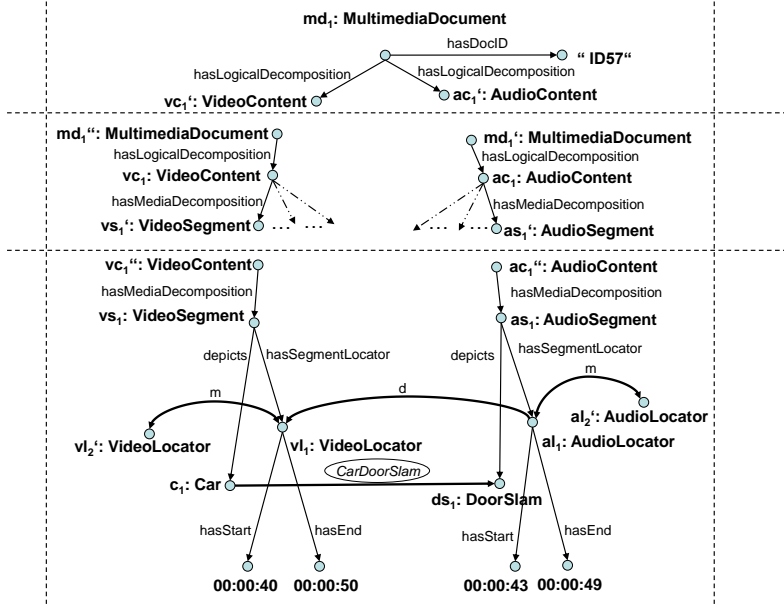 md₁: MultimediaDocument
hasDocID
“ ID57“
hasLogicalDecomposition
hasLogicalDecomposition
vc₁‘: VideoContent
ac₁‘: AudioContent
md₁“: MultimediaDocument
md₁‘: MultimediaDocument
hasLogicalDecomposition
hasLogicalDecomposition
vc₁: VideoContent
ac₁: AudioContent
hasMediaDecomposition
hasMediaDecomposition
vs₁‘: VideoSegment
... ...
... ...
as₁‘: AudioSegment
vc₁“: VideoContent
ac₁“: AudioContent
hasMediaDecomposition
hasMediaDecomposition
vs₁: VideoSegment
as₁: AudioSegment
depicts
hasSegmentLocator
depicts
hasSegmentLocator
m
d
m
vl₂‘: VideoLocator
vl₁: VideoLocator
al₂‘: AudioLocator
al₁: AudioLocator
CarDoorSlam
c₁: Car
ds₁: DoorSlam
hasStart
hasEnd
hasStart
hasEnd
00:00:40
00:00:50
00:00:43
00:00:49